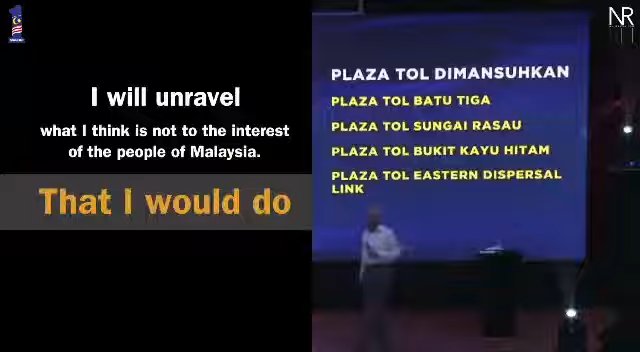 I will unravel
what I think is not to the interest
of the people of Malaysia.
That I would do
NR
PLAZA TOL DIMANSUHKAN
PLAZA TOL BATU TIGA
PLAZA TOL SUNGAI RASAU
PLAZA TOL BUKIT KAYU HITAM
PLAZA TOL EASTERN DISPERSAL
LINK